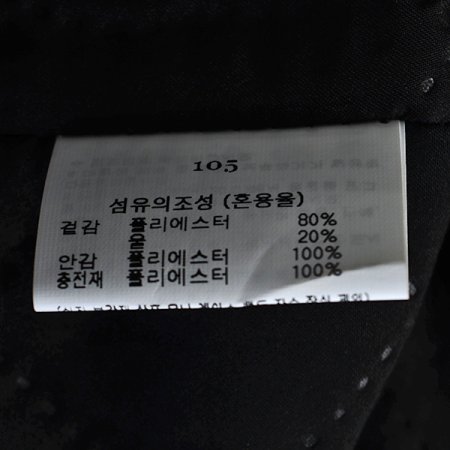 105
섬유의조성 (혼용율)
겉감 폴리에스터 80%
울 20%
안감 폴리에스터 100%
충전재 폴리에스터 100%